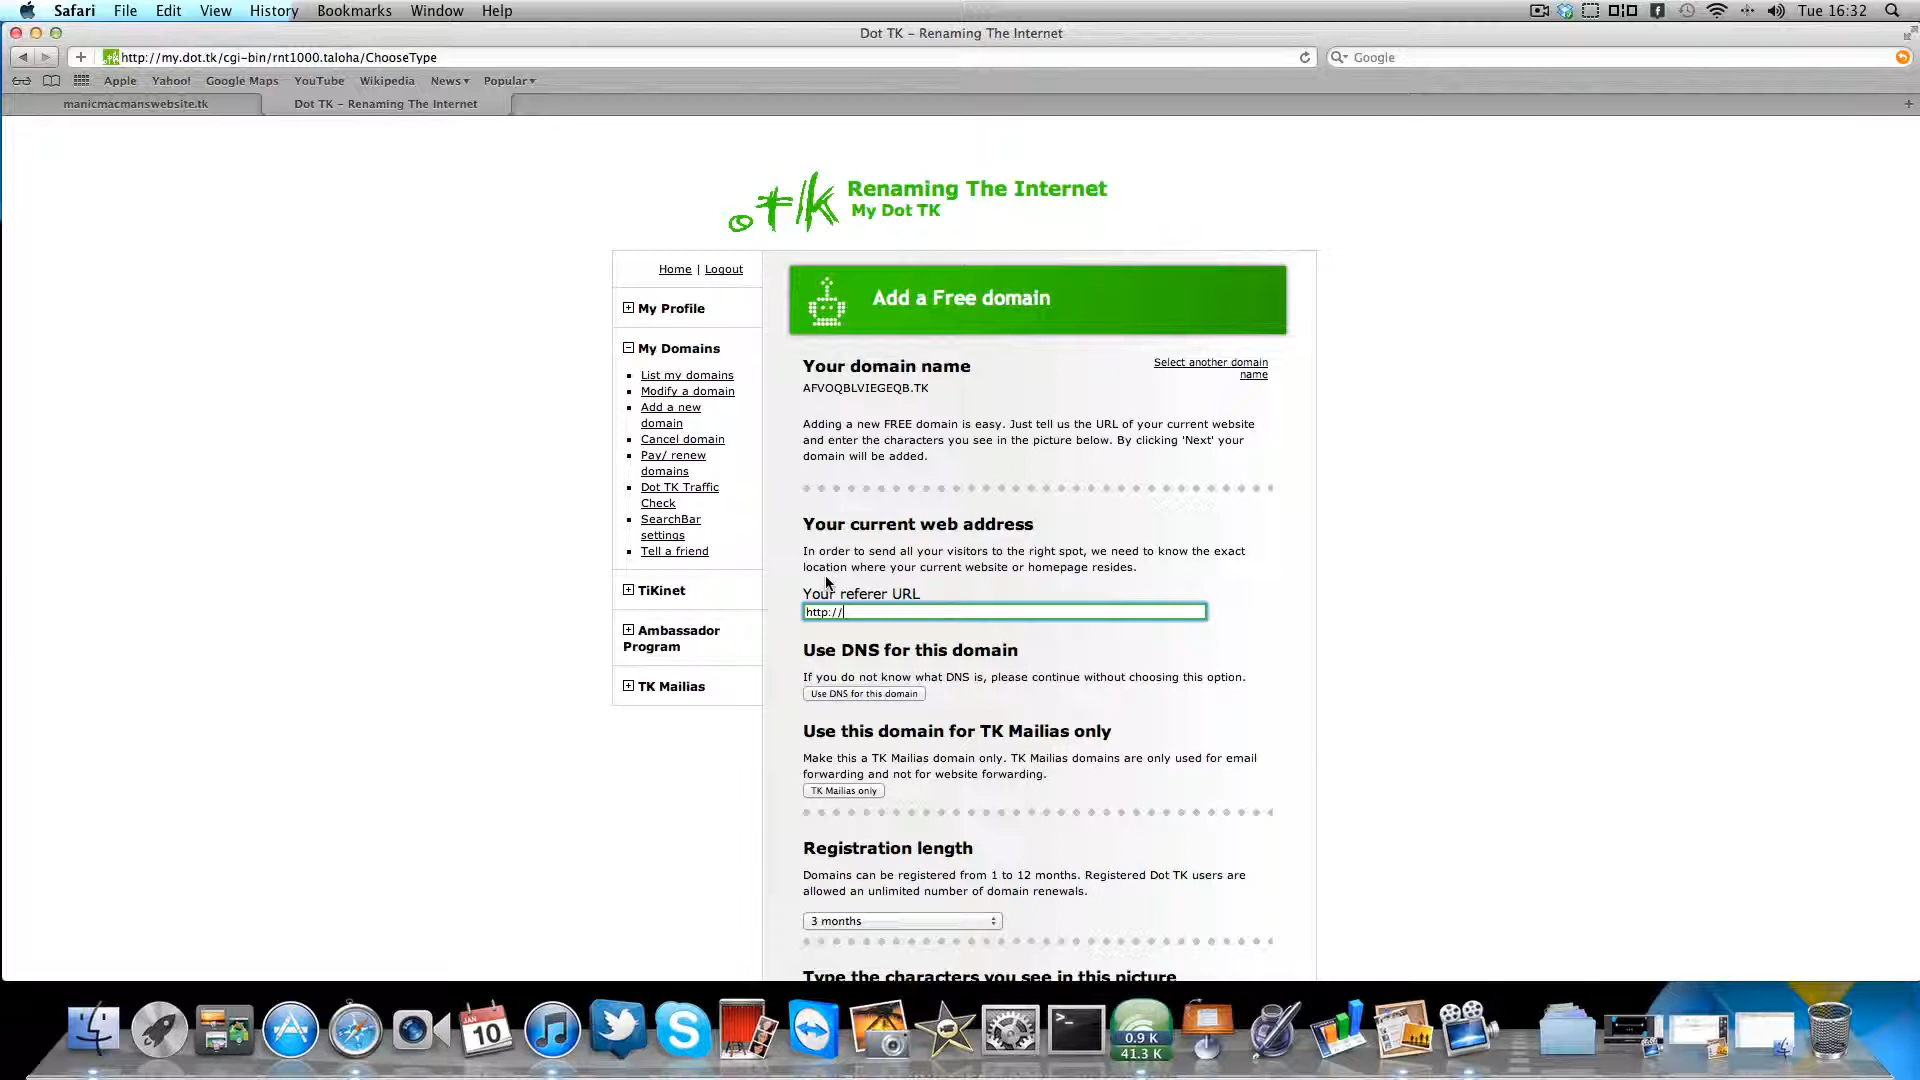 Safari File Edit View History Bookmarks Window Help
Tue 16:32
Dot TK – Renaming The Internet
http://my.dot.tk/cgi-bin/rnt1000.taloha/ChooseType
Google
Apple Yahoo! Google Maps YouTube Wikipedia News Popular
manicmacmanswebsite.tk
Dot TK – Renaming The Internet
.tk
Renaming The Internet
My Dot TK
Home | Logout
My Profile
My Domains
List my domains
Modify a domain
Add a new
domain
Cancel domain
Pay/ renew
domains
Dot TK Traffic
Check
SearchBar
settings
Tell a friend
TiKinet
Ambassador
Program
TK Mailias
Add a Free domain
Your domain name
Select another domain
name
AFVOQBLVIEGEQB.TK
Adding a new FREE domain is easy. Just tell us the URL of your current website
and enter the characters you see in the picture below. By clicking 'Next' your
domain will be added.
Your current web address
In order to send all your visitors to the right spot, we need to know the exact
location where your current website or homepage resides.
Your referer URL
http://
Use DNS for this domain
If you do not know what DNS is, please continue without choosing this option.
Use DNS for this domain
Use this domain for TK Mailias only
Make this a TK Mailias domain only. TK Mailias domains are only used for email
forwarding and not for website forwarding.
TK Mailias only
Registration length
Domains can be registered from 1 to 12 months. Registered Dot TK users are
allowed an unlimited number of domain renewals.
3 months
Type the characters you see in this picture
JAN
10
0.9 K
41.3 K